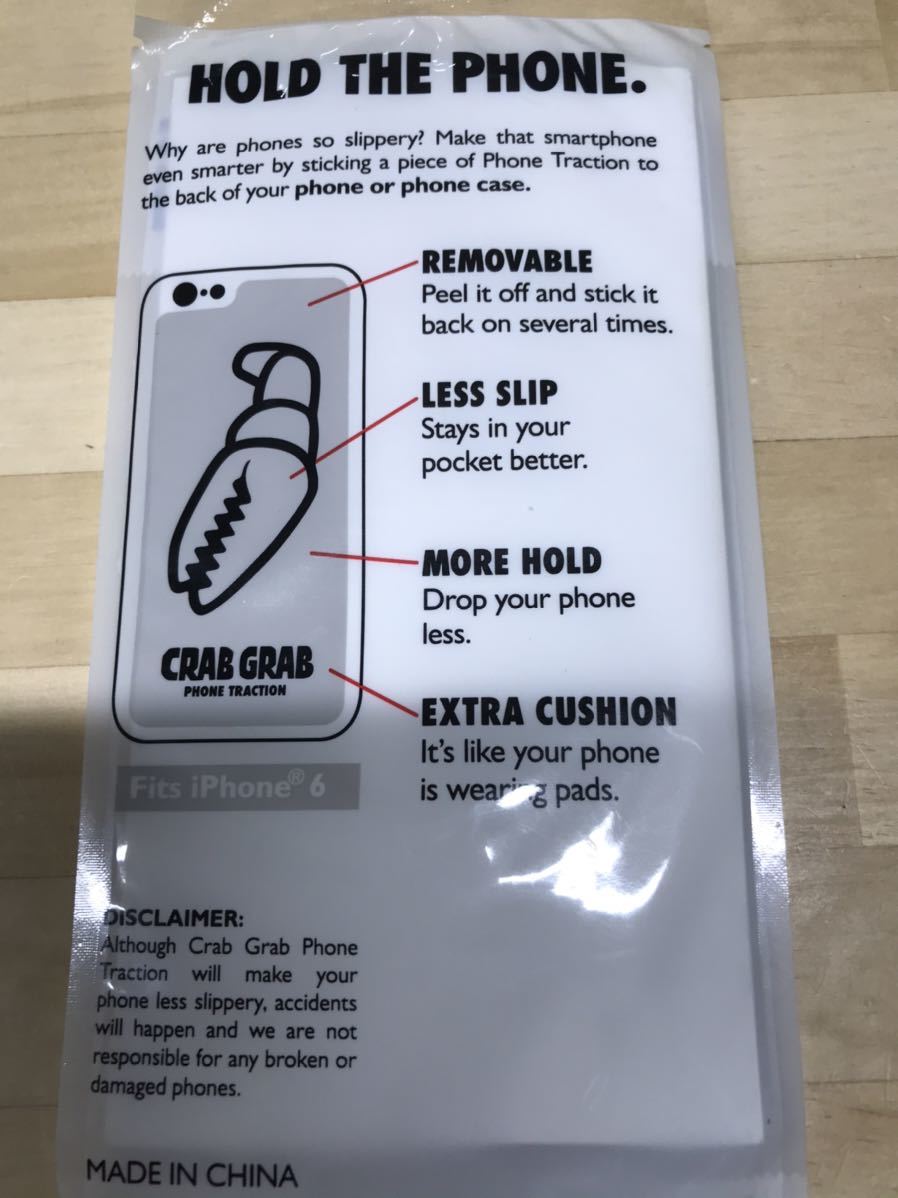 HOLD THE PHONE.
Why are phones so slippery? Make that smartphone
even smarter by sticking a piece of Phone Traction to
the back of your phone or phone case.
REMOVABLE
Peel it off and stick it
back on several times.
LESS SLIP
Stays in your
pocket better.
MORE HOLD
Drop your phone
less.
EXTRA CUSHION
It's like your phone
is wearing pads.
CRAB GRAB
PHONE TRACTION
Fits iPhone® 6
DISCLAIMER:
Although Crab Grab Phone
Traction will make your
phone less slippery, accidents
will happen and we are not
responsible for any broken or
damaged phones.
MADE IN CHINA